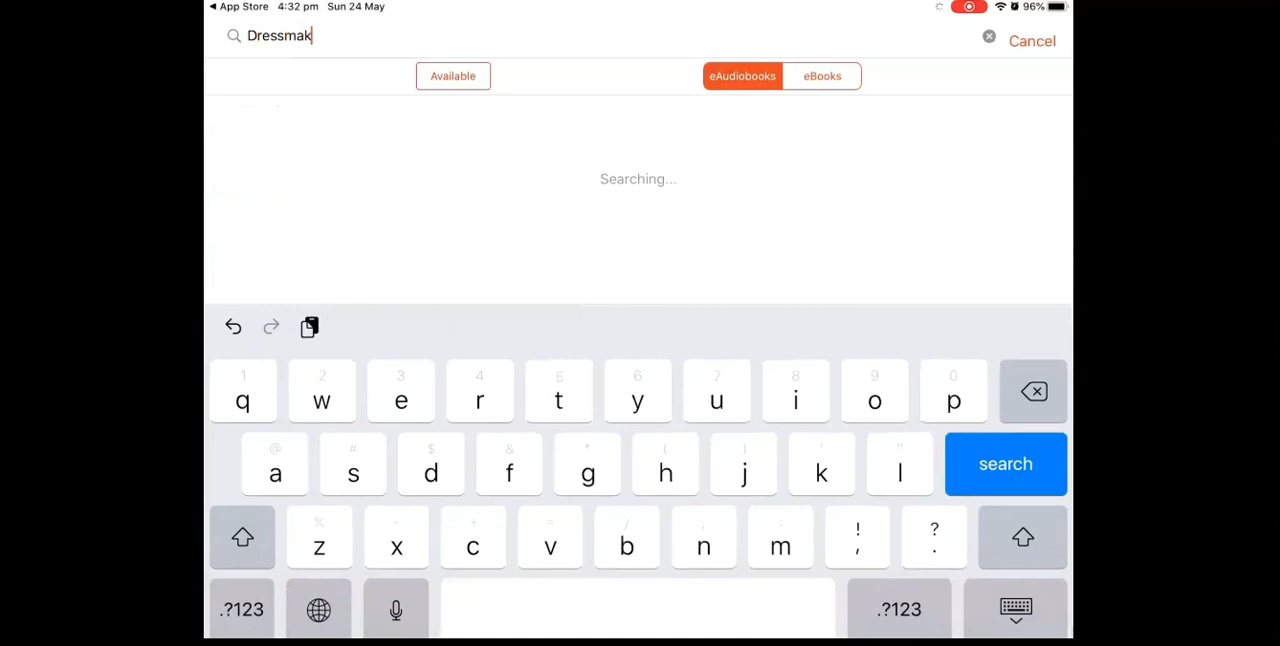 ◀ App Store 4:32 pm Sun 24 May 96%
Dressmak
Cancel
Available eAudiobooks eBooks
Searching...
1 2 3 4 5 6 7 8 9 0
q w e r t y u i o p
@ # $ & * ( ) ' "
a s d f g h j k l search
% - + = / ; : ! ?
z x c v b n m , .
.?123 .?123